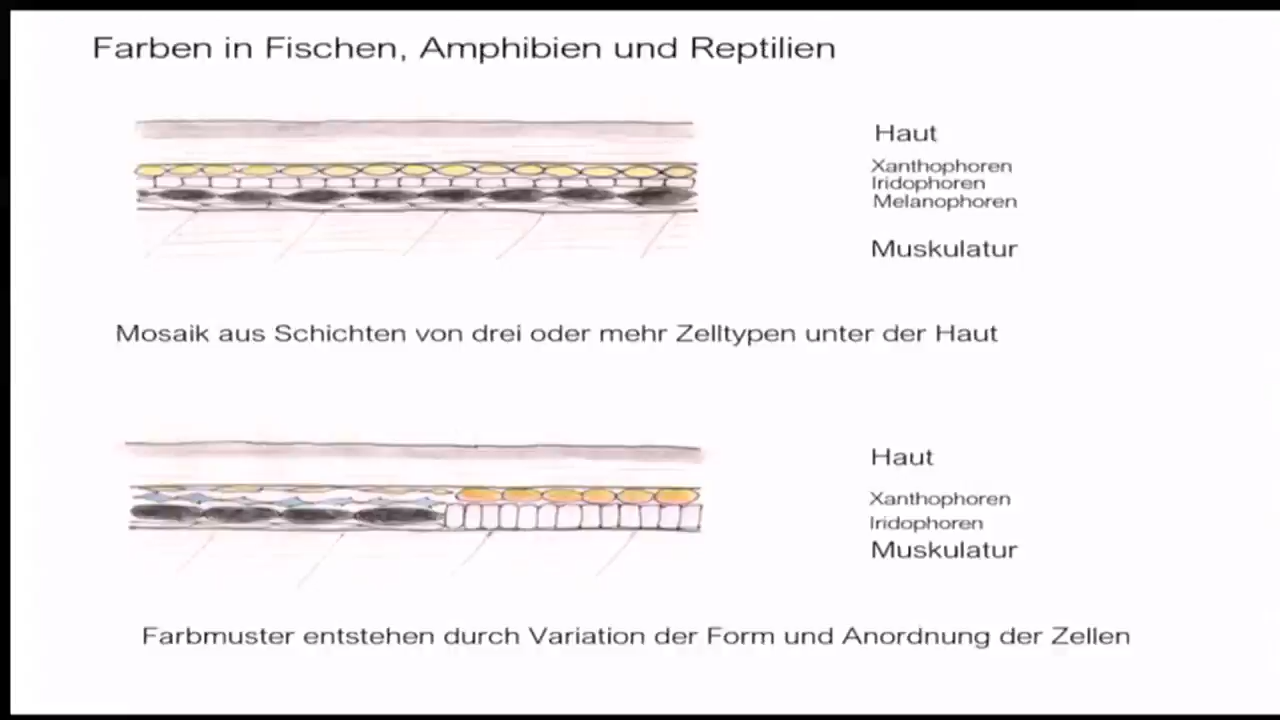 Farben in Fischen, Amphibien und Reptilien
Haut
Xanthophoren
Iridophoren
Melanophoren
Muskulatur
Mosaik aus Schichten von drei oder mehr Zelltypen unter der Haut
Haut
Xanthophoren
Iridophoren
Muskulatur
Farbmuster entstehen durch Variation der Form und Anordnung der Zellen